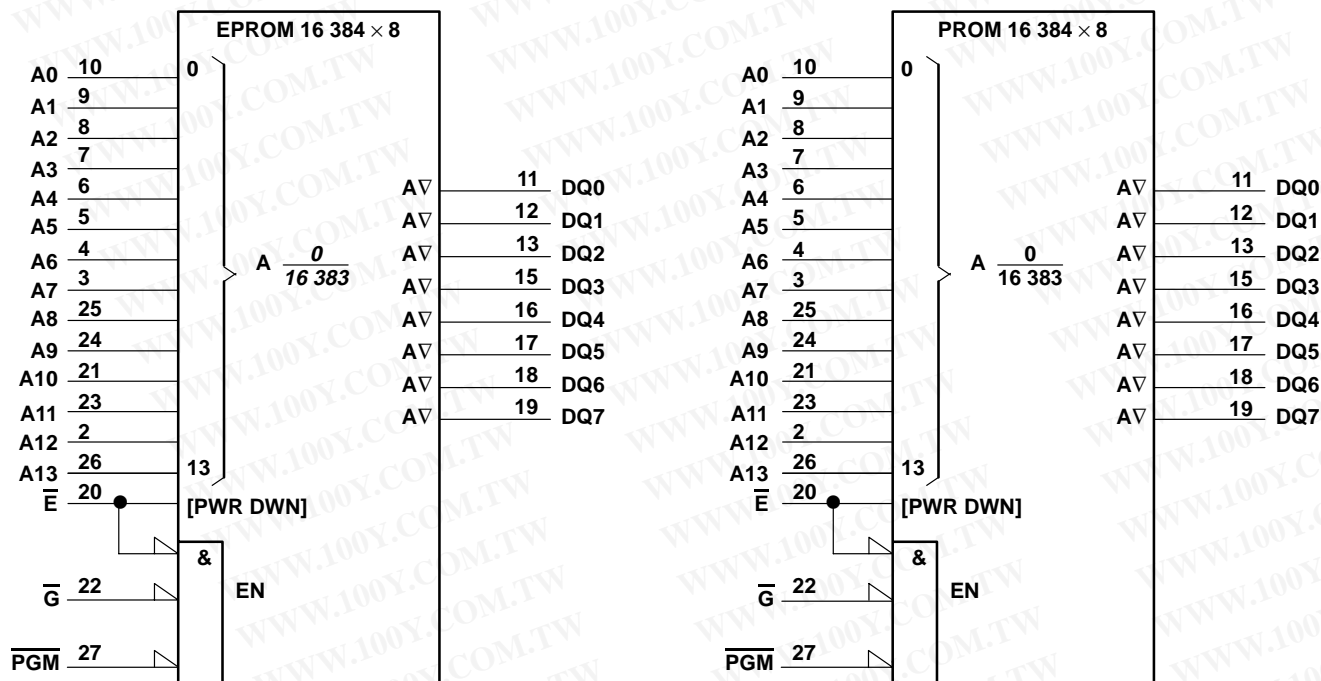 EPROM 16 384 × 8
A0 10 0
A1 9
A2 8
A3 7
A4 6
A5 5
A6 4
A7 3
A8 25
A9 24
A10 21
A11 23
A12 2
A13 26 13
E̅ 20 [PWR DWN]
&
G̅ 22 EN
P̅G̅M̅ 27
A 0
16 383
A∇ 11 DQ0
A∇ 12 DQ1
A∇ 13 DQ2
A∇ 15 DQ3
A∇ 16 DQ4
A∇ 17 DQ5
A∇ 18 DQ6
A∇ 19 DQ7
PROM 16 384 × 8
A0 10 0
A1 9
A2 8
A3 7
A4 6
A5 5
A6 4
A7 3
A8 25
A9 24
A10 21
A11 23
A12 2
A13 26 13
E̅ 20 [PWR DWN]
&
G̅ 22 EN
P̅G̅M̅ 27
A 0
16 383
A∇ 11 DQ0
A∇ 12 DQ1
A∇ 13 DQ2
A∇ 15 DQ3
A∇ 16 DQ4
A∇ 17 DQ5
A∇ 18 DQ6
A∇ 19 DQ7
WWW.100Y.COM.TW